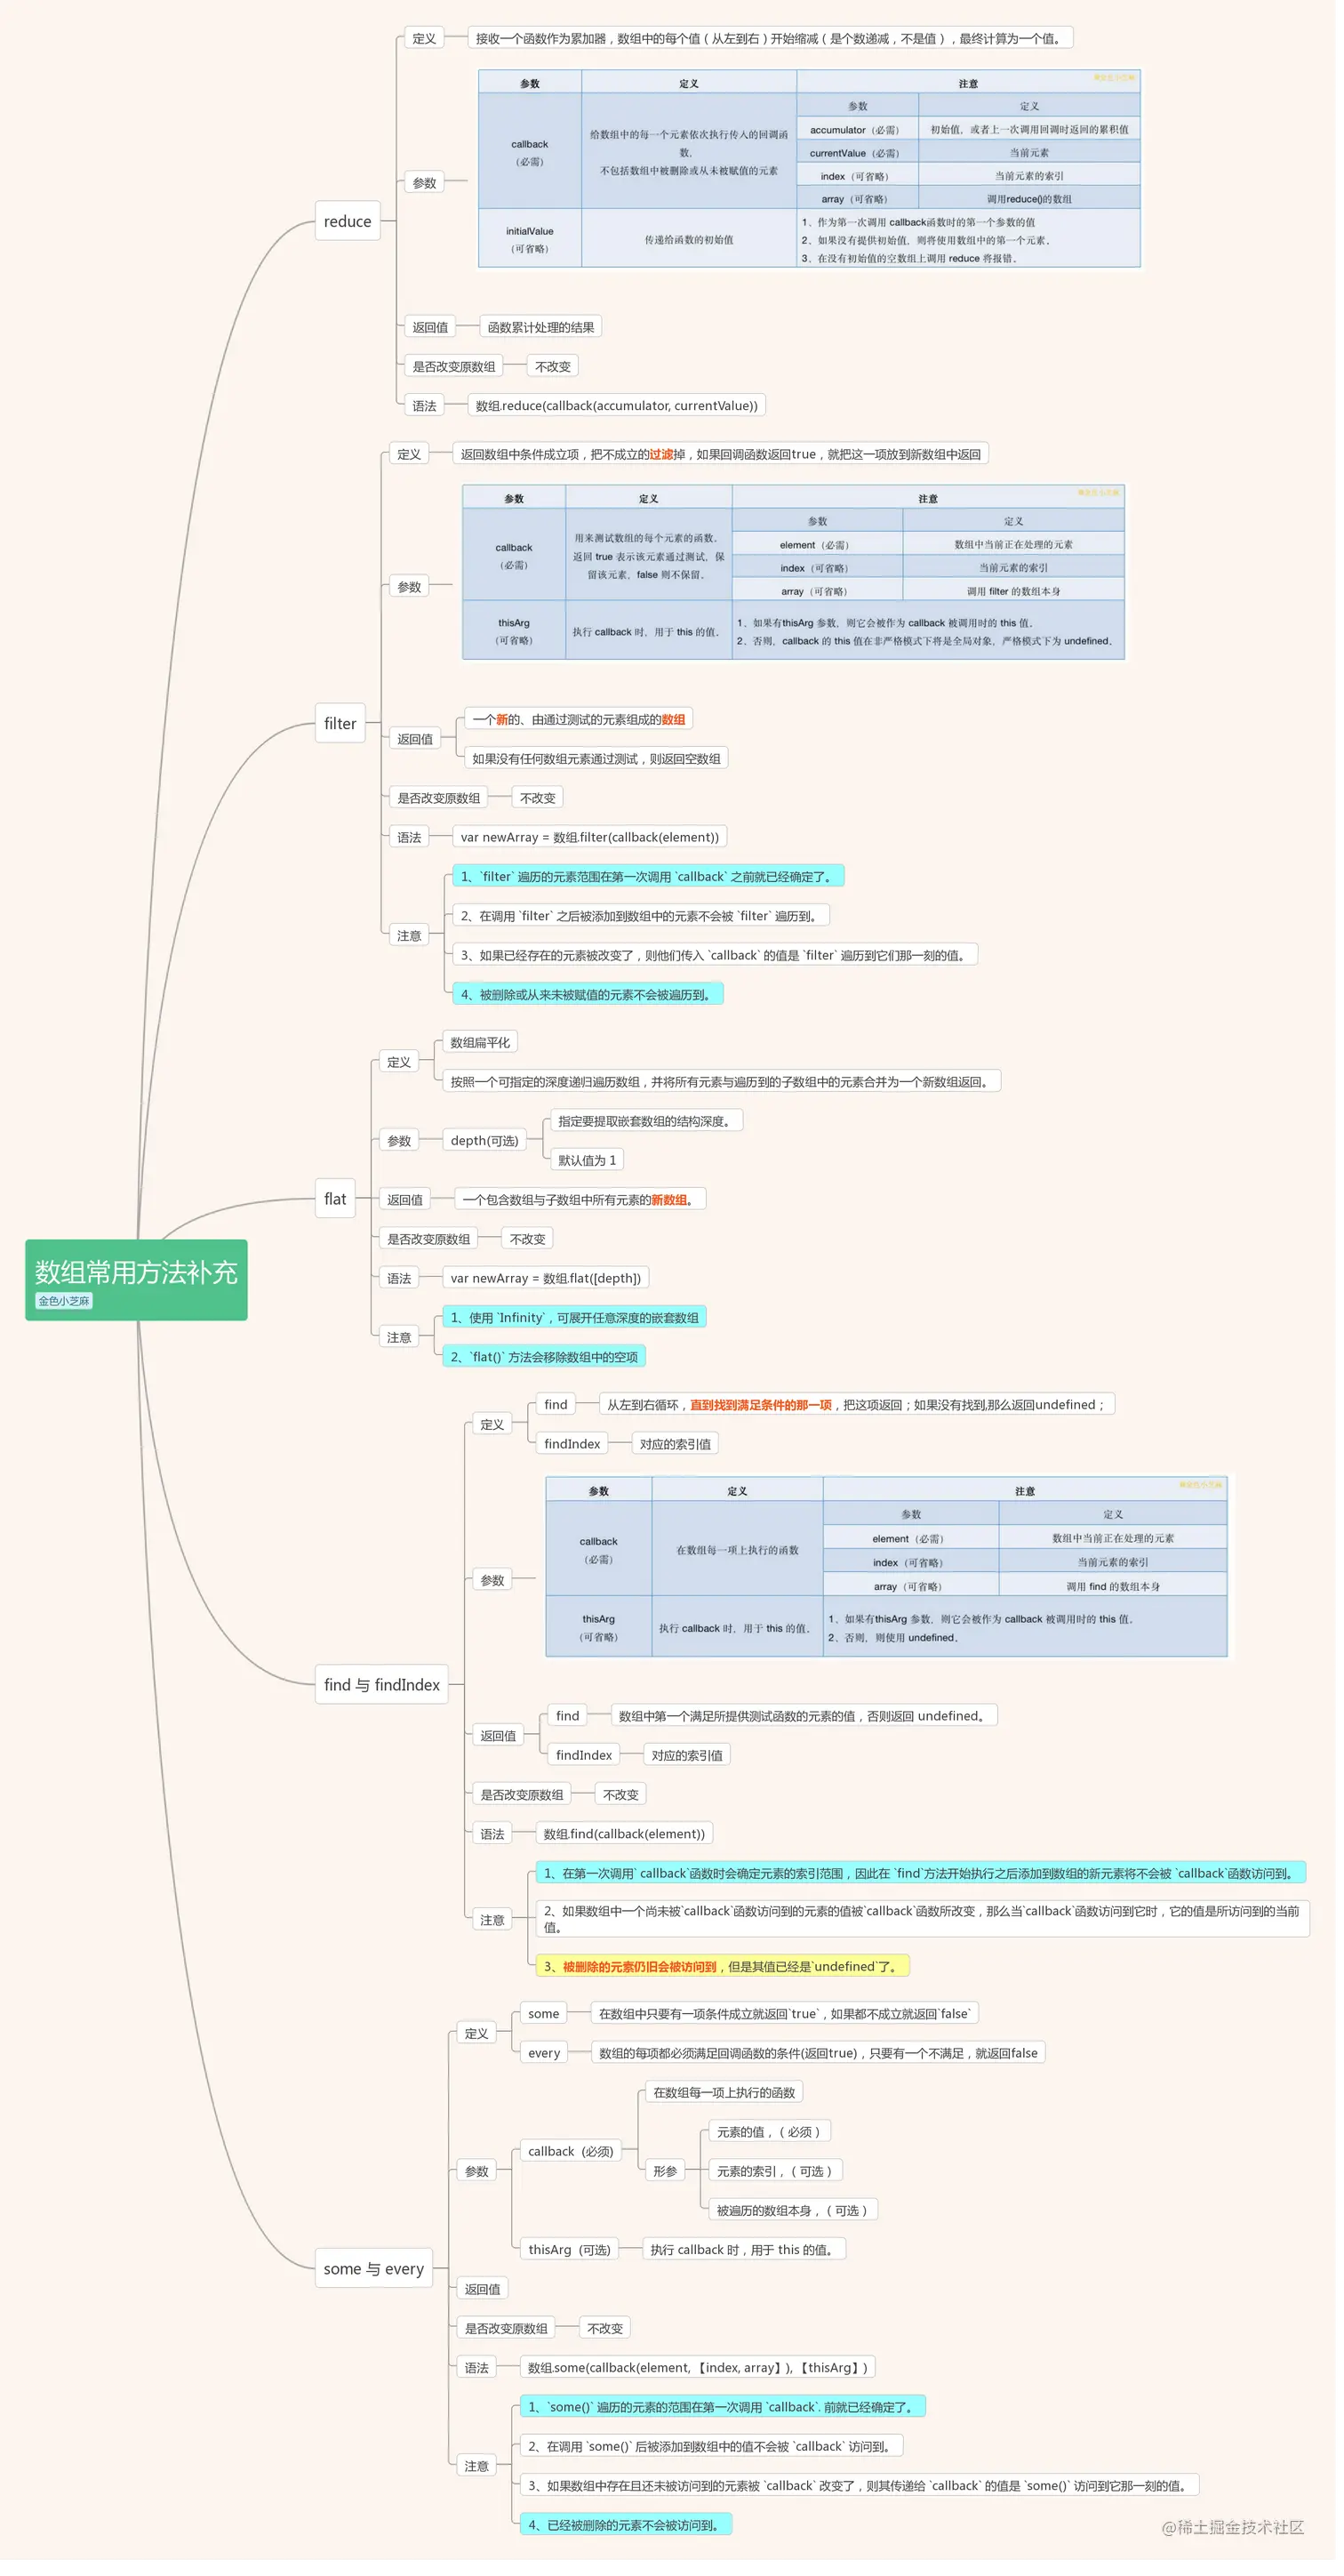 定义
接收一个函数作为累加器，数组中的每个值（从左到右）开始缩减（是个数递减，不是值），最终计算为一个值。
参数 定义 注意
黄金色小芝麻
参数 定义
callback
（必需）
给数组中的每一个元素依次执行传入的回调函
数，
不包括数组中被删除或从未被赋值的元素
accumulator（必需） 初始值，或者上一次调用回调时返回的累积值
currentValue（必需） 当前元素
index（可省略） 当前元素的索引
array（可省略） 调用reduce()的数组
参数
initialValue
（可省略）
传递给函数的初始值
1、作为第一次调用 callback函数时的第一个参数的值
2、如果没有提供初始值，则将使用数组中的第一个元素。
3、在没有初始值的空数组上调用 reduce 将报错。
reduce
返回值
函数累计处理的结果
是否改变原数组
不改变
语法
数组.reduce(callback(accumulator, currentValue))
定义
返回数组中条件成立项，把不成立的过滤掉，如果回调函数返回true，就把这一项放到新数组中返回
参数 定义 注意
黄金色小芝麻
参数 定义
callback
（必需）
用来测试数组的每个元素的函数。
返回 true 表示该元素通过测试，保
留该元素，false 则不保留。
element（必需） 数组中当前正在处理的元素
index（可省略） 当前元素的索引
array（可省略） 调用 filter 的数组本身
参数
thisArg
（可省略）
执行 callback 时，用于 this 的值。
1、如果有thisArg 参数，则它会被作为 callback 被调用时的 this 值。
2、否则，callback 的 this 值在非严格模式下将是全局对象，严格模式下为 undefined。
filter
返回值
一个新的、由通过测试的元素组成的数组
如果没有任何数组元素通过测试，则返回空数组
是否改变原数组
不改变
语法
var newArray = 数组.filter(callback(element))
注意
1、`filter` 遍历的元素范围在第一次调用 `callback` 之前就已经确定了。
2、在调用 `filter` 之后被添加到数组中的元素不会被 `filter` 遍历到。
3、如果已经存在的元素被改变了，则他们传入 `callback` 的值是 `filter` 遍历到它们那一刻的值。
4、被删除或从来未被赋值的元素不会被遍历到。
定义
数组扁平化
按照一个可指定的深度递归遍历数组，并将所有元素与遍历到的子数组中的元素合并为一个新数组返回。
参数
depth(可选)
指定要提取嵌套数组的结构深度。
默认值为 1
flat
返回值
一个包含数组与子数组中所有元素的新数组。
是否改变原数组
不改变
语法
var newArray = 数组.flat([depth])
注意
1、使用 `Infinity`，可展开任意深度的嵌套数组
2、`flat()` 方法会移除数组中的空项
数组常用方法补充
金色小芝麻
定义
find
从左到右循环，直到找到满足条件的那一项，把这项返回；如果没有找到,那么返回undefined；
findIndex
对应的索引值
参数 定义 注意
黄金色小芝麻
参数 定义
callback
（必需）
在数组每一项上执行的函数
element（必需） 数组中当前正在处理的元素
index（可省略） 当前元素的索引
array（可省略） 调用 find 的数组本身
参数
thisArg
（可省略）
执行 callback 时，用于 this 的值。
1、如果有thisArg 参数，则它会被作为 callback 被调用时的 this 值。
2、否则，则使用 undefined。
find 与 findIndex
返回值
find
数组中第一个满足所提供测试函数的元素的值，否则返回 undefined。
findIndex
对应的索引值
是否改变原数组
不改变
语法
数组.find(callback(element))
注意
1、在第一次调用` callback`函数时会确定元素的索引范围，因此在 `find`方法开始执行之后添加到数组的新元素将不会被 `callback`函数访问到。
2、如果数组中一个尚未被`callback`函数访问到的元素的值被`callback`函数所改变，那么当`callback`函数访问到它时，它的值是所访问到的当前
值。
3、被删除的元素仍旧会被访问到，但是其值已经是`undefined`了。
定义
some
在数组中只要有一项条件成立就返回`true`，如果都不成立就返回`false`
every
数组的每项都必须满足回调函数的条件(返回true)，只要有一个不满足，就返回false
参数
callback（必须）
在数组每一项上执行的函数
形参
元素的值，（必须）
元素的索引，（可选）
被遍历的数组本身，（可选）
thisArg（可选）
执行 callback 时，用于 this 的值。
some 与 every
返回值
是否改变原数组
不改变
语法
数组.some(callback(element, 【index, array】), 【thisArg】)
注意
1、`some()` 遍历的元素的范围在第一次调用 `callback`. 前就已经确定了。
2、在调用 `some()` 后被添加到数组中的值不会被 `callback` 访问到。
3、如果数组中存在且还未被访问到的元素被 `callback` 改变了，则其传递给 `callback` 的值是 `some()` 访问到它那一刻的值。
4、已经被删除的元素不会被访问到。
@稀土掘金技术社区